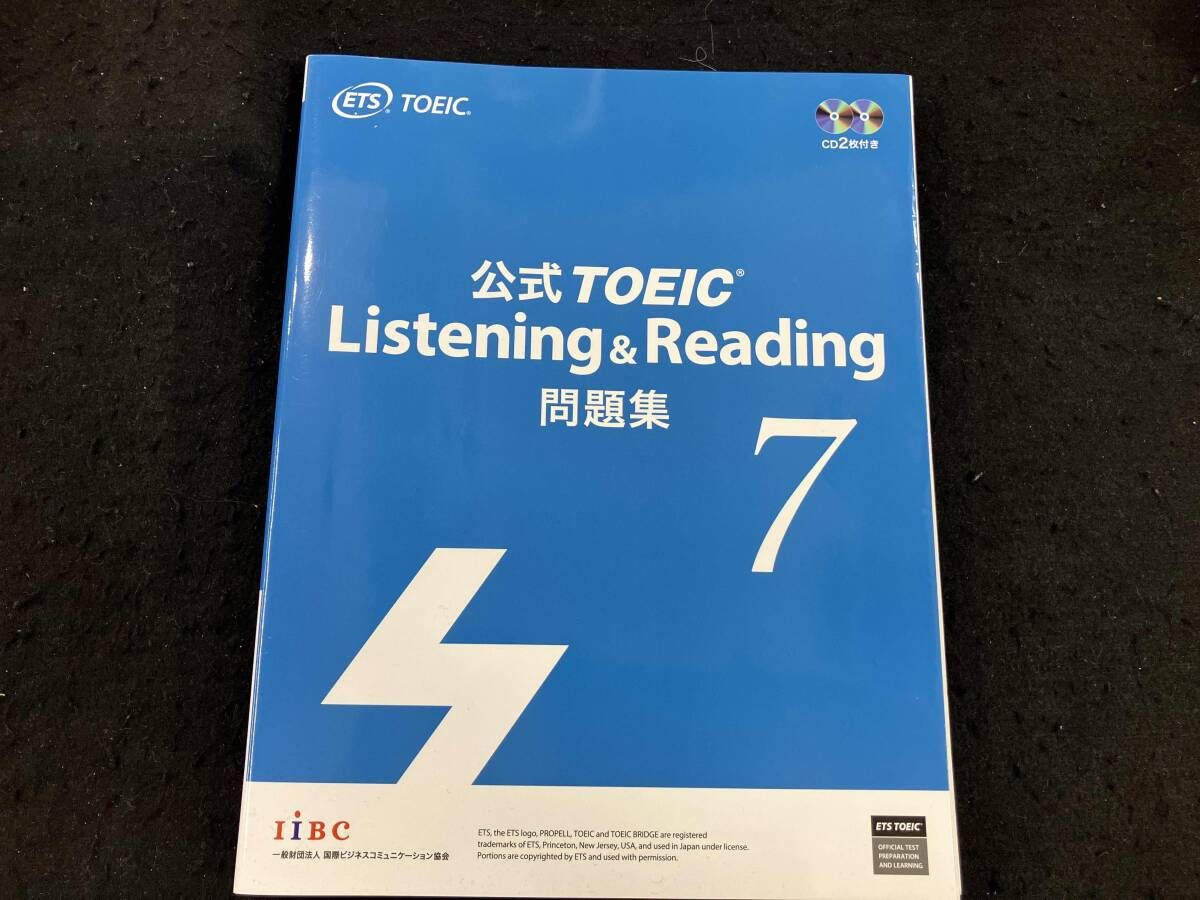 ETS® TOEIC®
CD2枚付き
公式 TOEIC®
Listening & Reading
問題集
7
IiBC
一般財団法人 国際ビジネスコミュニケーション協会
ETS, the ETS logo, PROPELL, TOEIC and TOEIC BRIDGE are registered
trademarks of ETS, Princeton, New Jersey, USA, and used in Japan under license.
Portions are copyrighted by ETS and used with permission.
ETS TOEIC®
OFFICIAL TEST
PREPARATION
AND LEARNING